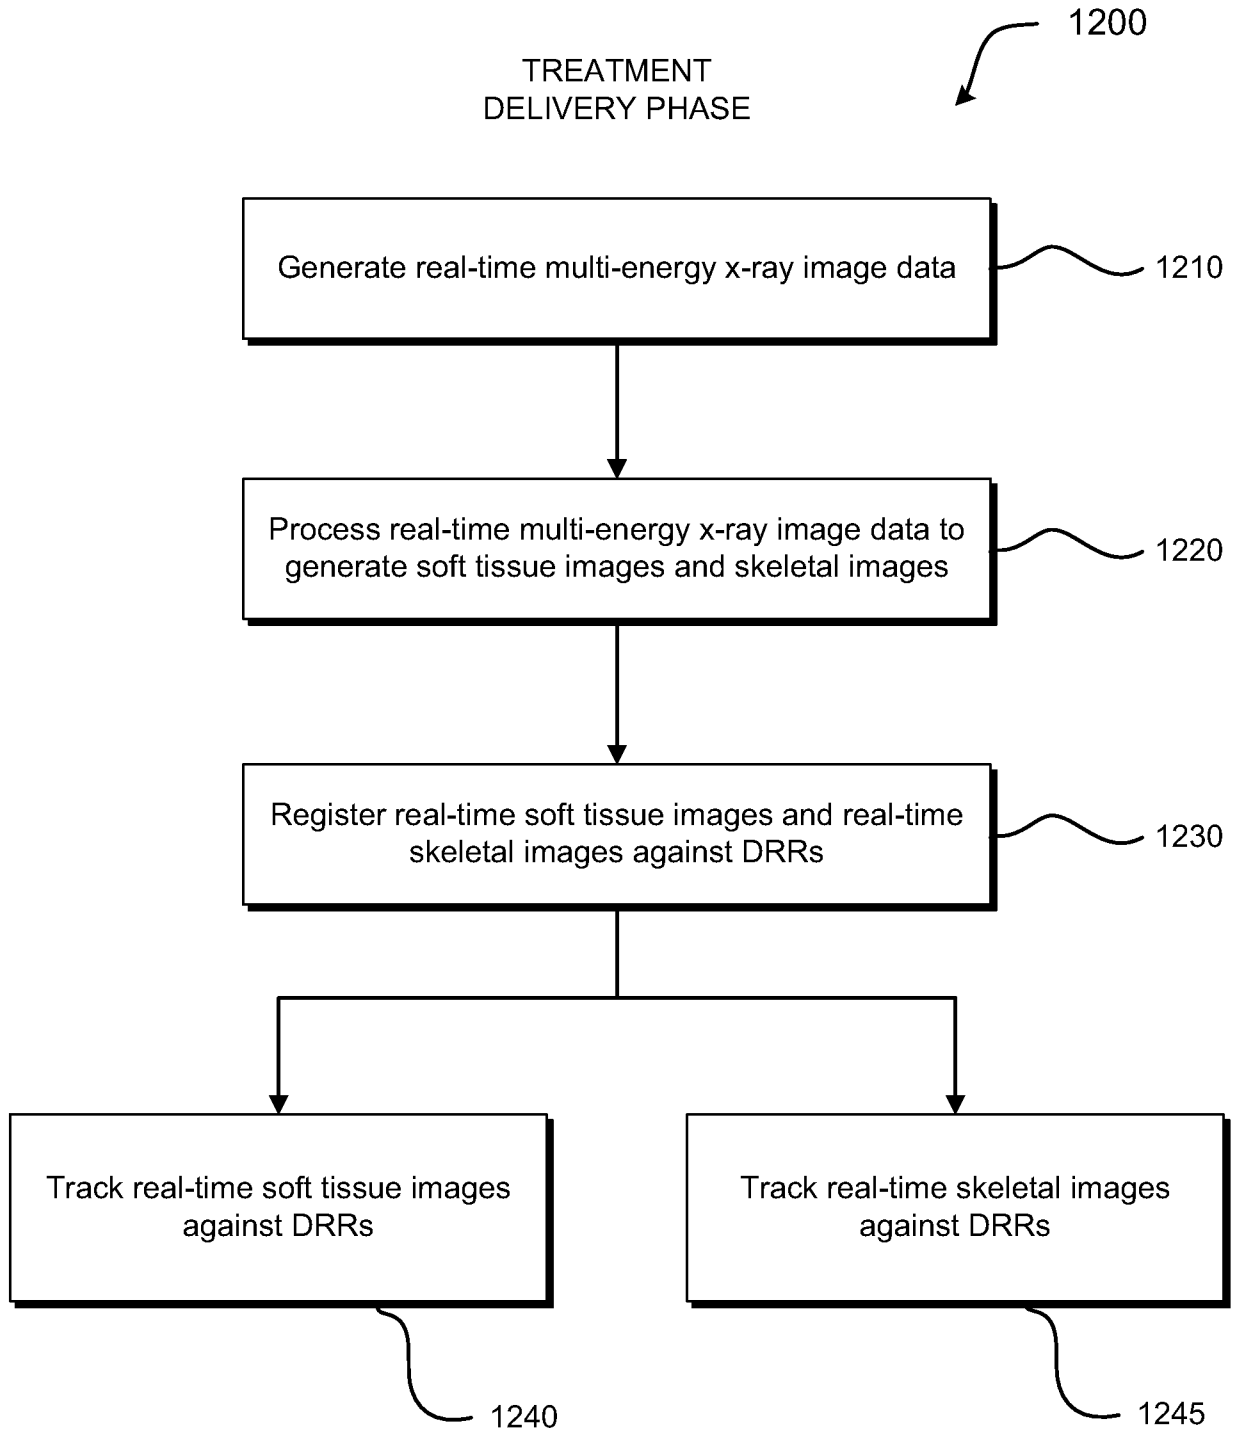 1200
TREATMENT
DELIVERY PHASE
Generate real-time multi-energy x-ray image data
1210
Process real-time multi-energy x-ray image data to
generate soft tissue images and skeletal images
1220
Register real-time soft tissue images and real-time
skeletal images against DRRs
1230
Track real-time soft tissue images
against DRRs
Track real-time skeletal images
against DRRs
1240
1245